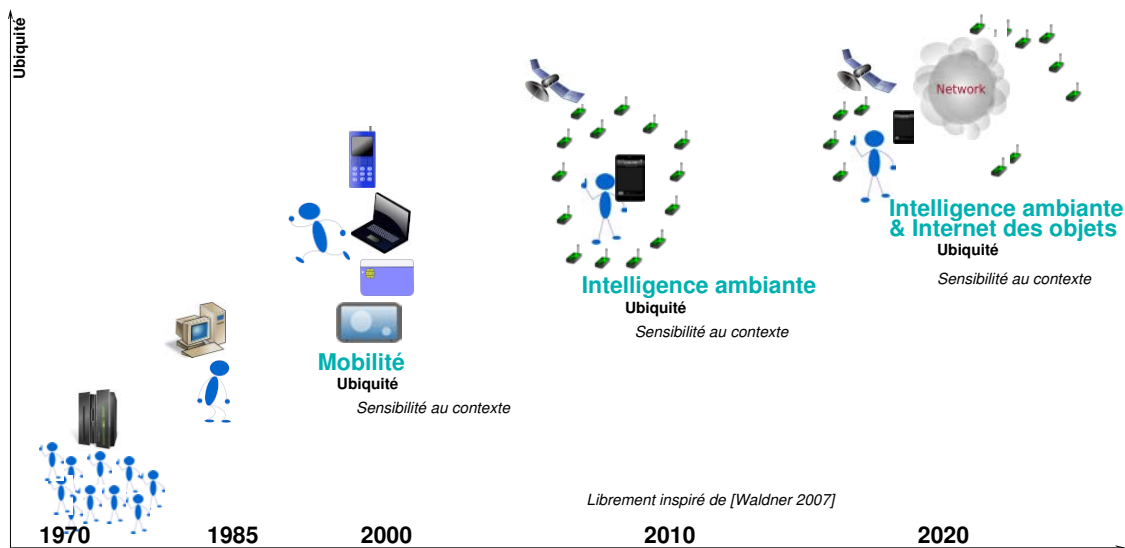 Ubiquité
Network
Intelligence ambiante
& Internet des objets
Ubiquité
Sensibilité au contexte
Intelligence ambiante
Ubiquité
Sensibilité au contexte
Mobilité
Ubiquité
Sensibilité au contexte
Librement inspiré de [Waldner 2007]
1970 1985 2000 2010 2020